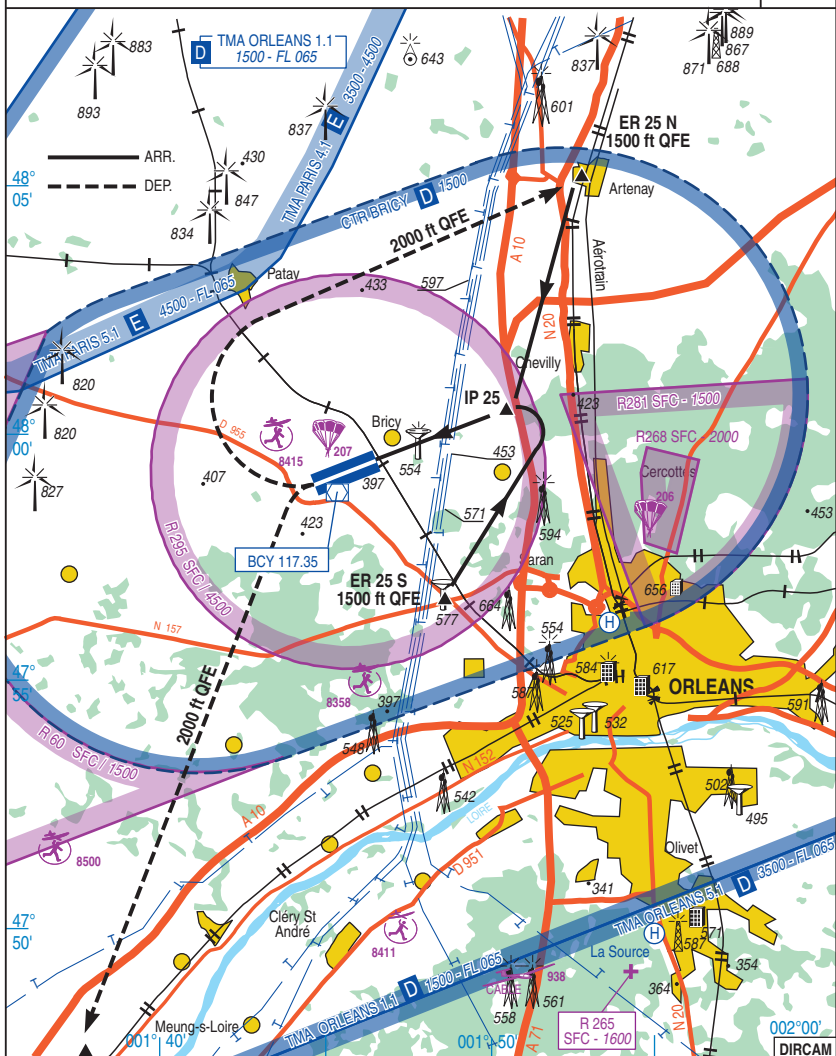 883
893
D TMA ORLEANS 1.1
1500 - FL 065
E 3500-4500
TMA PARIS 4.1
643
837
601
837
889
867
871
688
ARR.
DEP.
430
847
834
ER 25 N
1500 ft QFE
Artenay
48°
05'
CTR BRICY D 1500
2000 ft QFE
A 10
Aérotrain
N 20
Patay
433
597
TMA PARIS 5.1 E 4500 - FL 065
820
820
827
Chevilly
IP 25
423
R281 SFC - 1500
R268 SFC - 2000
Cercottes
206
453
48°
00'
D 955
8415
207
Bricy
554
397
453
407
423
571
594
BCY 117.35
R 295 SFC / 4500
ER 25 S
1500 ft QFE
577
Saran
664
656
H
N 157
554
584
617
ORLEANS
587
525
532
591
47°
55'
8358
397
548
2000 ft QFE
R 60 SFC / 1500
A 10
N 152
542
LOIRE
502
495
8500
D 951
Olivet
341
TMA ORLEANS 5.1 D 3500 - FL 065
47°
50'
Cléry St
André
8411
H
571
587
La Source
354
364
TMA ORLEANS 1.1 D 1500 - FL 065
CABLE
938
558
561
R 265
SFC - 1600
Meung-s-Loire
001° 40'
001° 50'
A 71
N 20
002°00'
DIRCAM